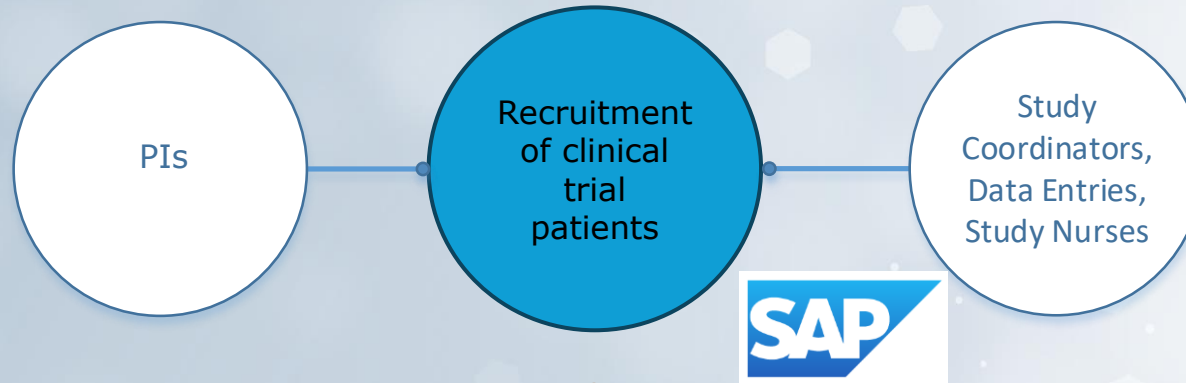 PIs
Recruitment
of clinical
trial
patients
Study
Coordinators,
Data Entries,
Study Nurses
SAP